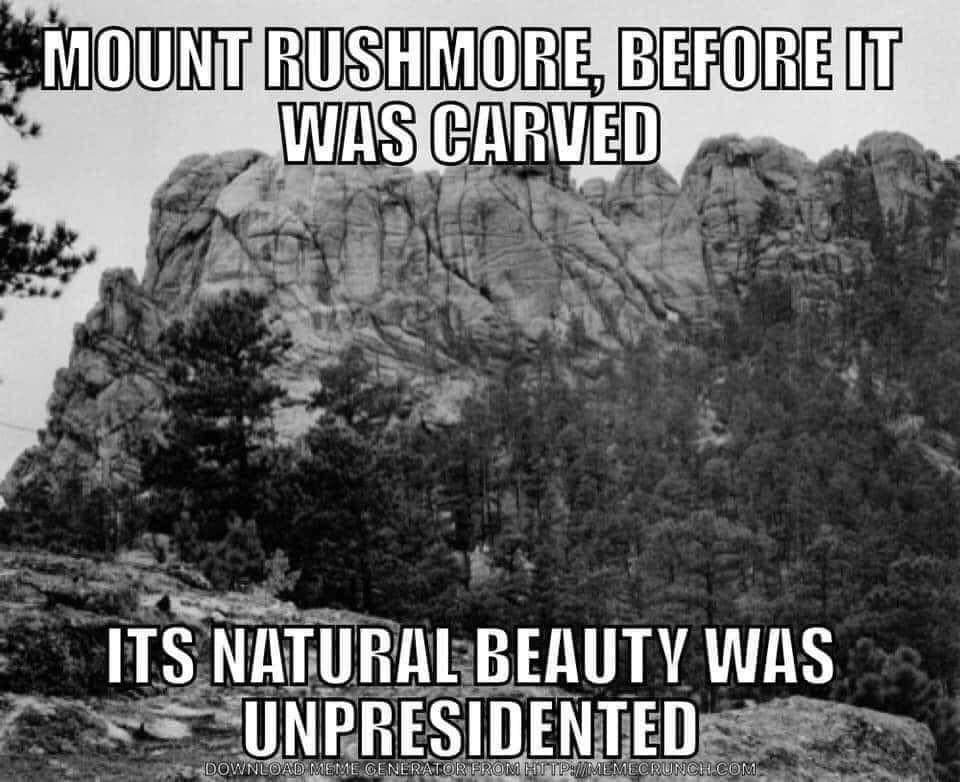 MOUNT RUSHMORE, BEFORE IT
WAS CARVED
ITS NATURAL BEAUTY WAS
UNPRESIDENTED
DOWNLOAD MEME GENERATOR FROM HTTP://MEMECRUNCH.COM